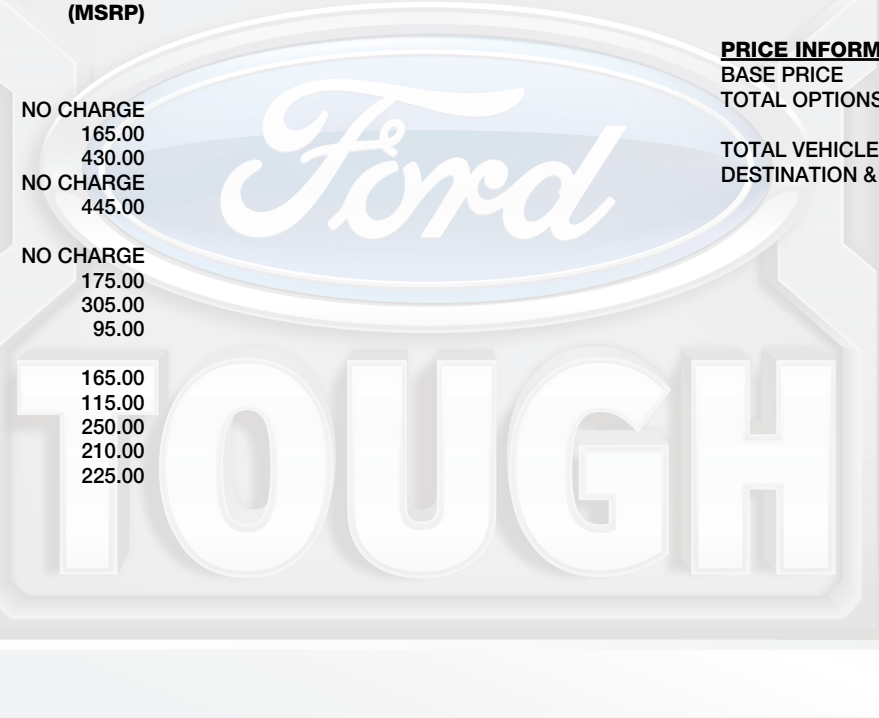 (MSRP)
NO CHARGE
165.00
430.00
NO CHARGE
445.00
NO CHARGE
175.00
305.00
95.00
165.00
115.00
250.00
210.00
225.00
PRICE INFORM
BASE PRICE
TOTAL OPTIONS
TOTAL VEHICLE
DESTINATION &
Ford
TOUGH